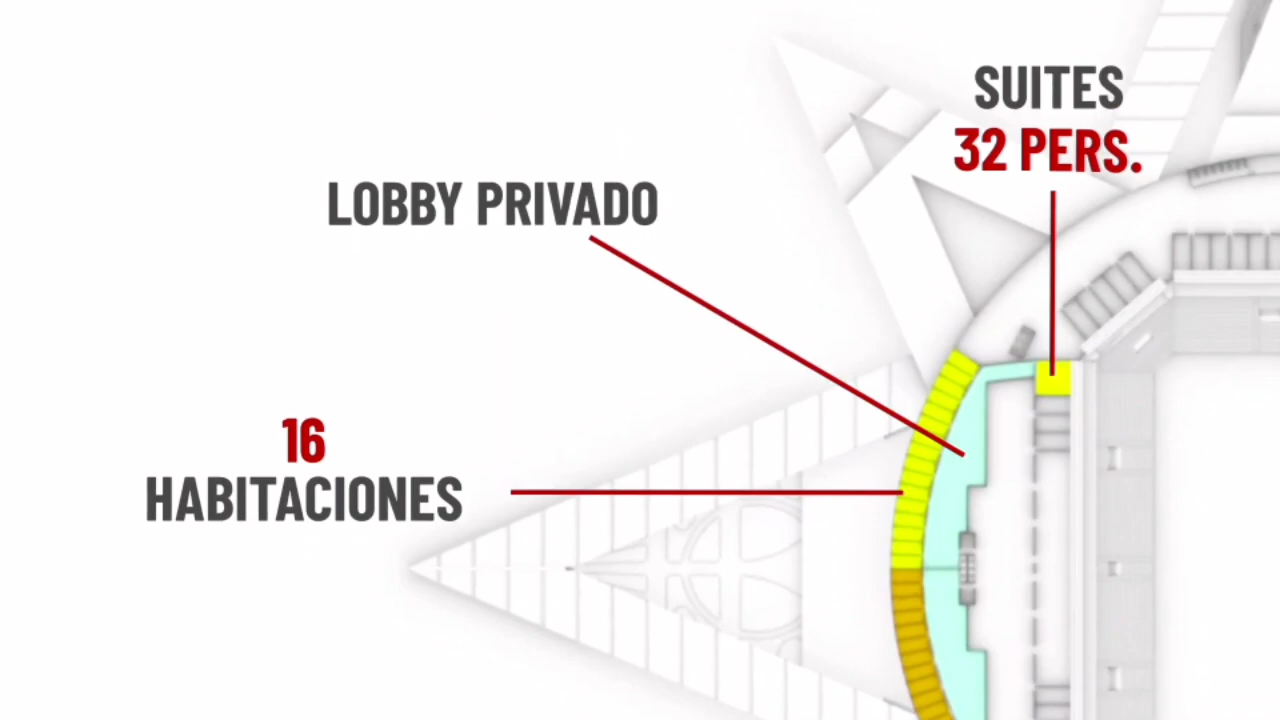 SUITES
32 PERS.
LOBBY PRIVADO
16
HABITACIONES